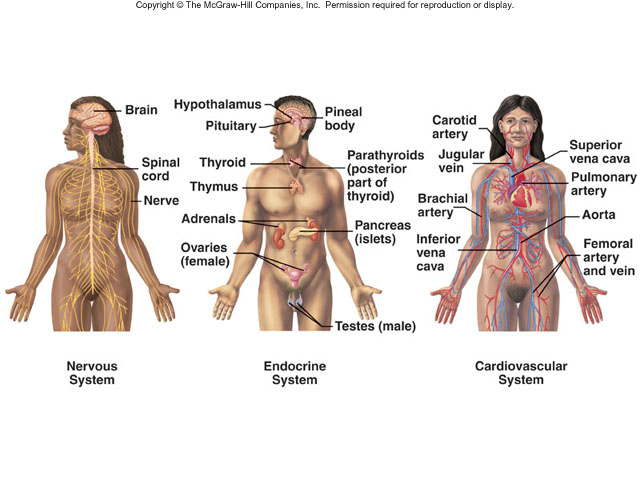 Copyright © The McGraw-Hill Companies, Inc.  Permission required for reproduction or display.
Brain
Spinal
cord
Nerve
Nervous
System
Hypothalamus
Pituitary
Pineal
body
Thyroid
Parathyroids
(posterior
part of
thyroid)
Thymus
Adrenals
Pancreas
(islets)
Ovaries
(female)
Testes (male)
Endocrine
System
Carotid
artery
Jugular
vein
Superior
vena cava
Pulmonary
artery
Brachial
artery
Aorta
Inferior
vena
cava
Femoral
artery
and vein
Cardiovascular
System